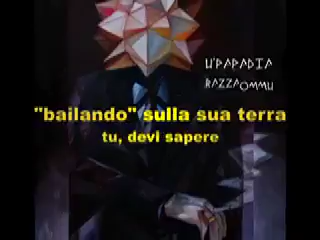 U'PAPADIA
RAZZAOMMU
"bailando" sulla sua terra
tu, devi sapere